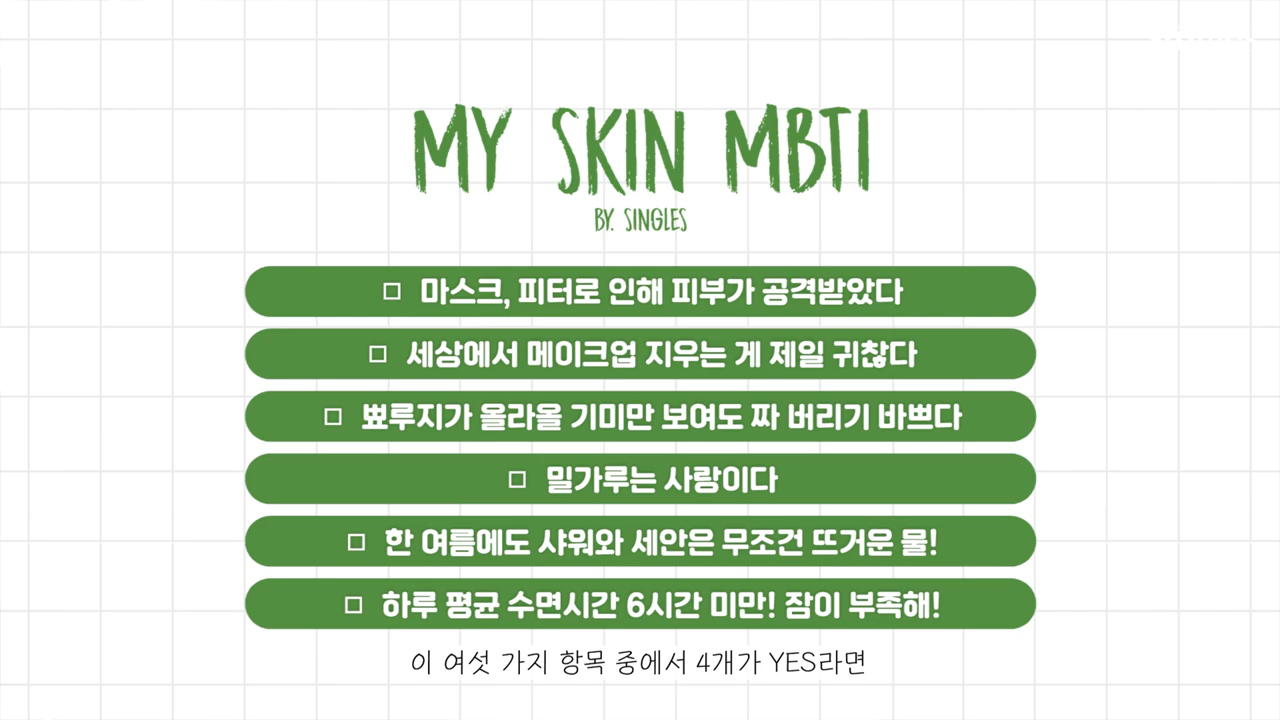 MY SKIN MBTI
BY. SINGLES
□ 마스크, 피터로 인해 피부가 공격받았다
□ 세상에서 메이크업 지우는 게 제일 귀찮다
□ 뾰루지가 올라올 기미만 보여도 짜 버리기 바쁘다
□ 밀가루는 사랑이다
□ 한 여름에도 샤워와 세안은 무조건 뜨거운 물!
□ 하루 평균 수면시간 6시간 미만! 잠이 부족해!
이 여섯 가지 항목 중에서 4개가 YES라면